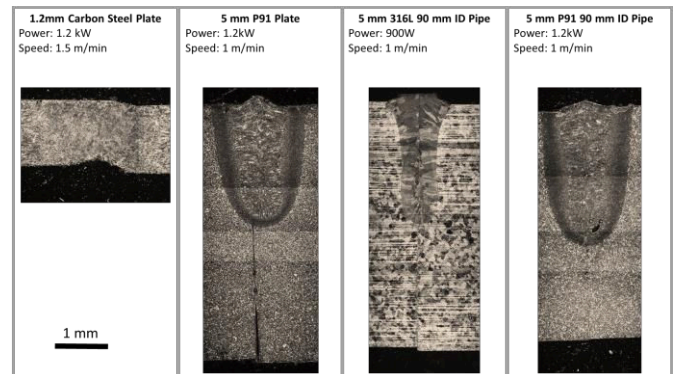 1.2mm Carbon Steel Plate
Power: 1.2 kW
Speed: 1.5 m/min
5 mm P91 Plate
Power: 1.2kW
Speed: 1 m/min
5 mm 316L 90 mm ID Pipe
Power: 900W
Speed: 1 m/min
5 mm P91 90 mm ID Pipe
Power: 1.2kW
Speed: 1 m/min
1 mm